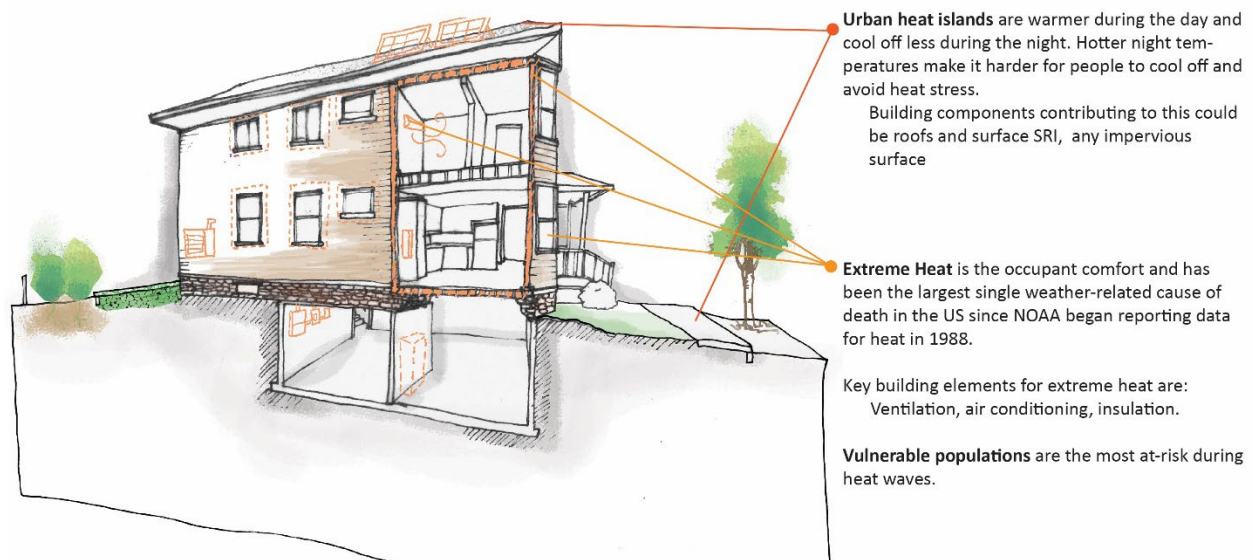 Urban heat islands are warmer during the day and
cool off less during the night. Hotter night tem-
peratures make it harder for people to cool off and
avoid heat stress.
Building components contributing to this could
be roofs and surface SRI, any impervious
surface
Extreme Heat is the occupant comfort and has
been the largest single weather-related cause of
death in the US since NOAA began reporting data
for heat in 1988.
Key building elements for extreme heat are:
Ventilation, air conditioning, insulation.
Vulnerable populations are the most at-risk during
heat waves.